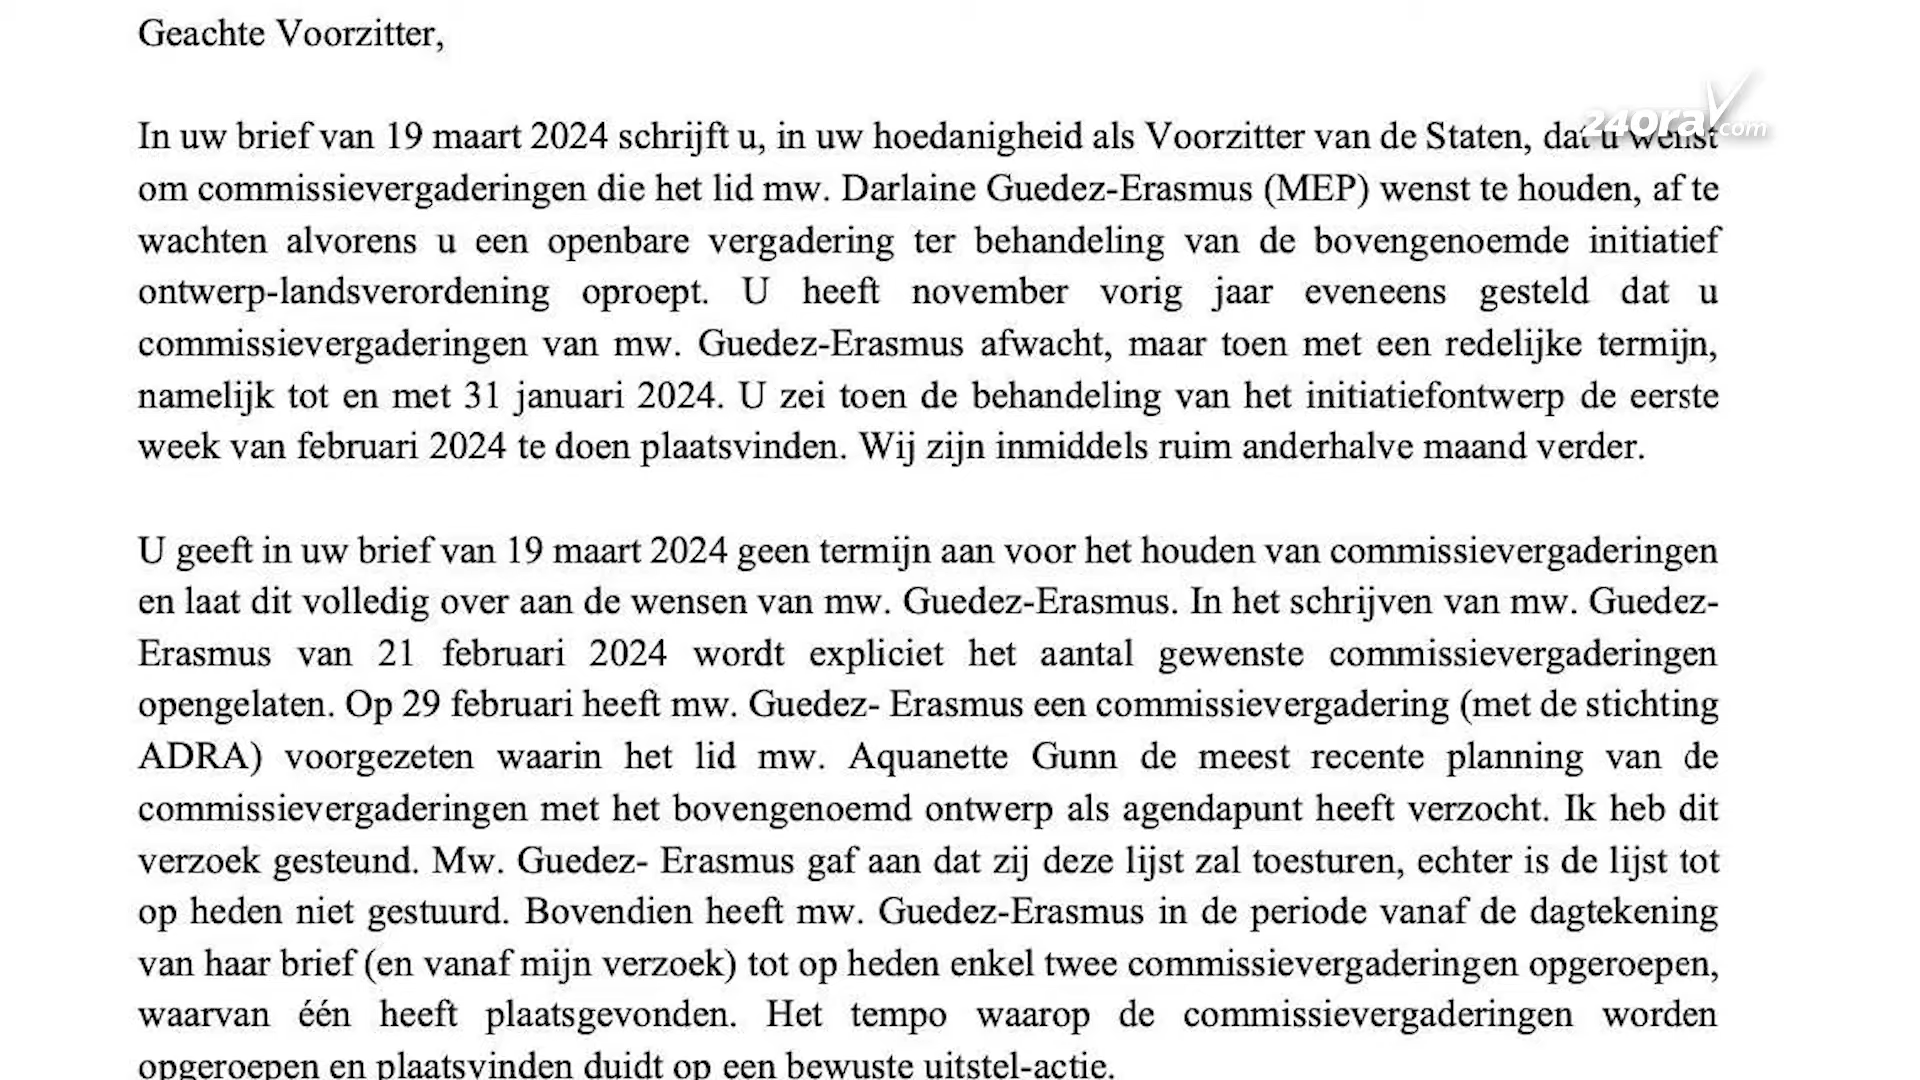 Geachte Voorzitter,
24ora.com
In uw brief van 19 maart 2024 schrijft u, in uw hoedanigheid als Voorzitter van de Staten, dat u wenst
om commissievergaderingen die het lid mw. Darlaine Guedez-Erasmus (MEP) wenst te houden, af te
wachten alvorens u een openbare vergadering ter behandeling van de bovengenoemde initiatief
ontwerp-landsverordening oproept. U heeft november vorig jaar eveneens gesteld dat u
commissievergaderingen van mw. Guedez-Erasmus afwacht, maar toen met een redelijke termijn,
namelijk tot en met 31 januari 2024. U zei toen de behandeling van het initiatiefontwerp de eerste
week van februari 2024 te doen plaatsvinden. Wij zijn inmiddels ruim anderhalve maand verder.
U geeft in uw brief van 19 maart 2024 geen termijn aan voor het houden van commissievergaderingen
en laat dit volledig over aan de wensen van mw. Guedez-Erasmus. In het schrijven van mw. Guedez-
Erasmus van 21 februari 2024 wordt expliciet het aantal gewenste commissievergaderingen
opengelaten. Op 29 februari heeft mw. Guedez- Erasmus een commissievergadering (met de stichting
ADRA) voorgezeten waarin het lid mw. Aquanette Gunn de meest recente planning van de
commissievergaderingen met het bovengenoemd ontwerp als agendapunt heeft verzocht. Ik heb dit
verzoek gesteund. Mw. Guedez- Erasmus gaf aan dat zij deze lijst zal toesturen, echter is de lijst tot
op heden niet gestuurd. Bovendien heeft mw. Guedez-Erasmus in de periode vanaf de dagtekening
van haar brief (en vanaf mijn verzoek) tot op heden enkel twee commissievergaderingen opgeroepen,
waarvan één heeft plaatsgevonden. Het tempo waarop de commissievergaderingen worden
opgeroepen en plaatsvinden duidt op een bewuste uitstel-actie.